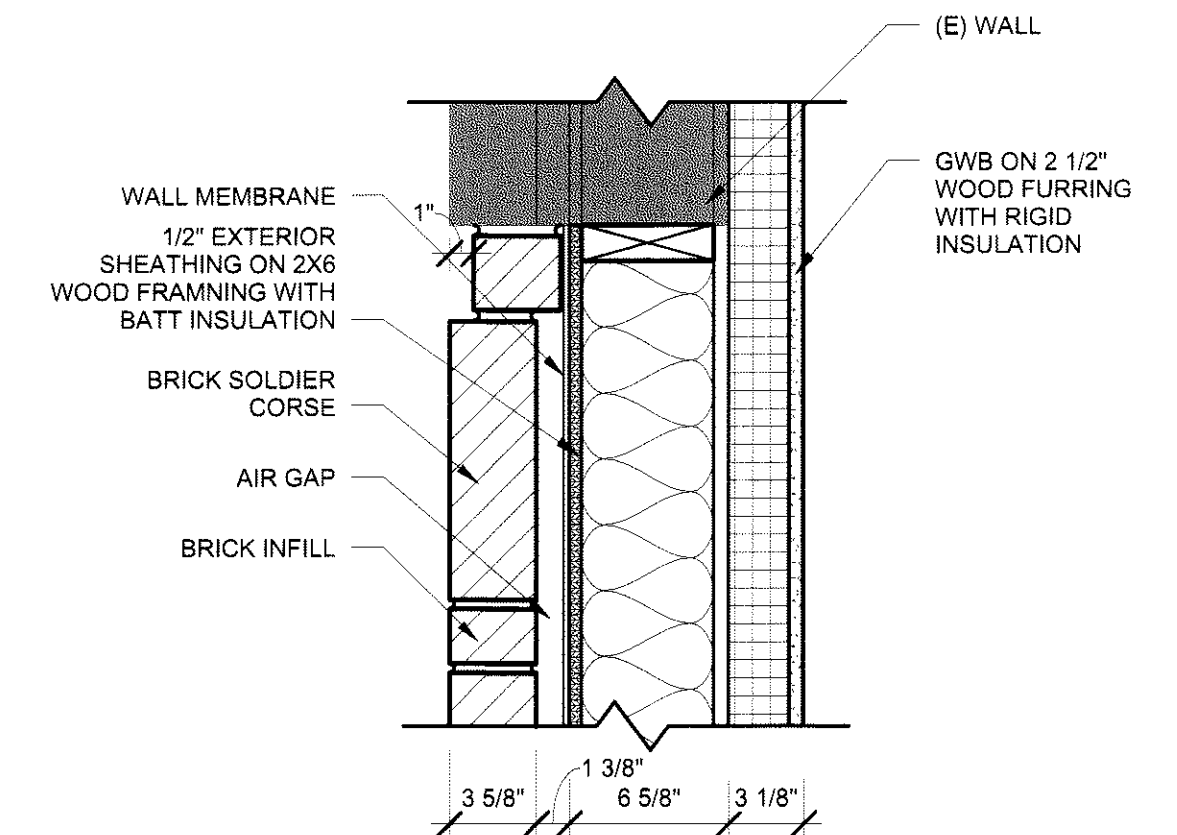 (E) WALL
GWB ON 2 1/2"
WOOD FURRING
WITH RIGID
INSULATION
WALL MEMBRANE
1"
1/2" EXTERIOR
SHEATHING ON 2X6
WOOD FRAMNING WITH
BATT INSULATION
BRICK SOLDIER
CORSE
AIR GAP
BRICK INFILL
1 3/8"
3 5/8"
6 5/8"
3 1/8"